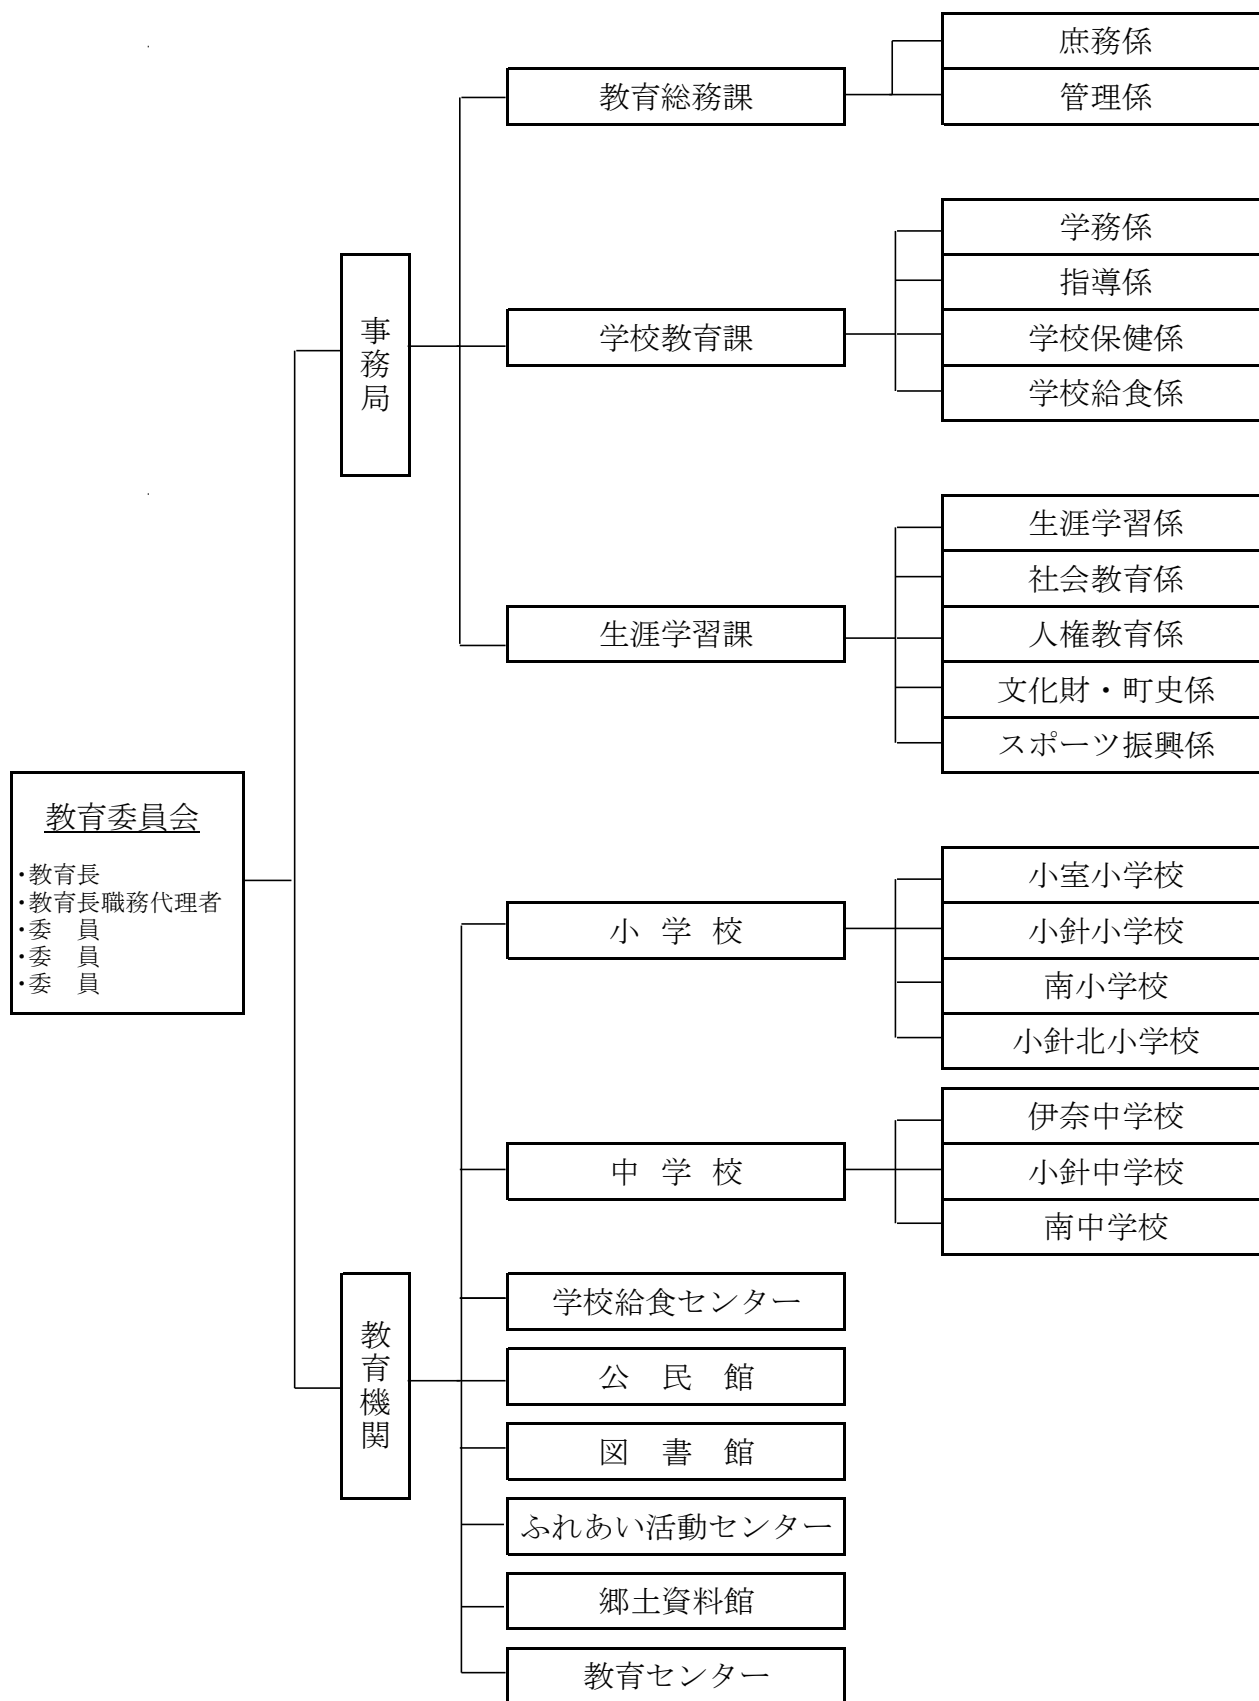 教育委員会
・教育長
・教育長職務代理者
・委　員
・委　員
・委　員
事務局
教育総務課
庶務係
管理係
学校教育課
学務係
指導係
学校保健係
学校給食係
生涯学習課
生涯学習係
社会教育係
人権教育係
文化財・町史係
スポーツ振興係
教育機関
小 学 校
小室小学校
小針小学校
南小学校
小針北小学校
中 学 校
伊奈中学校
小針中学校
南中学校
学校給食センター
公　民　館
図　書　館
ふれあい活動センター
郷土資料館
教育センター